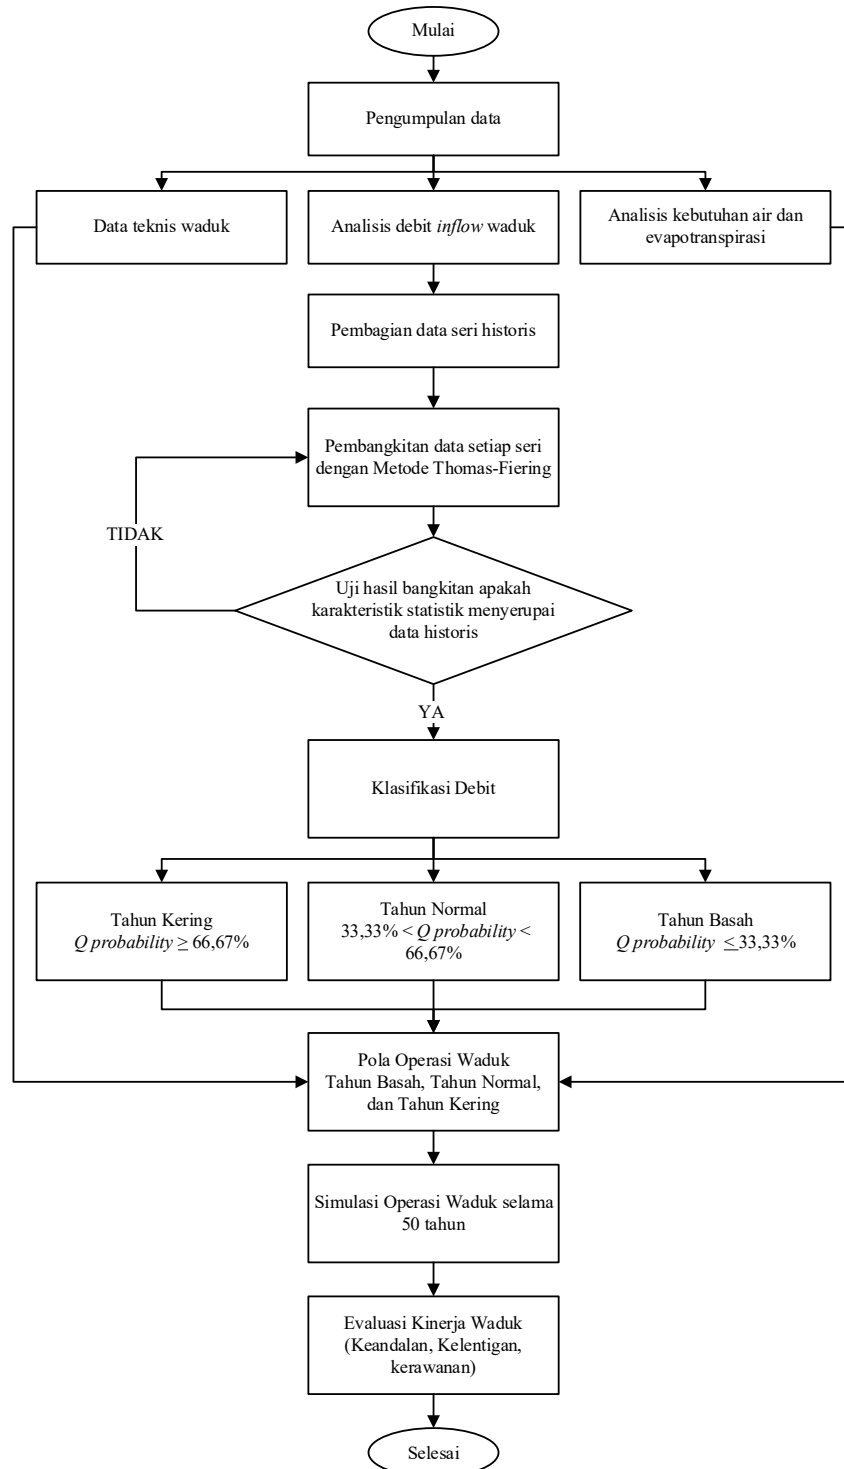 Mulai
Pengumpulan data
Data teknis waduk
Analisis debit inflow waduk
Analisis kebutuhan air dan
evapotranspirasi
Pembagian data seri historis
Pembangkitan data setiap seri
dengan Metode Thomas-Fiering
TIDAK
Uji hasil bangkitan apakah
karakteristik statistik menyerupai
data historis
YA
Klasifikasi Debit
Tahun Kering
Q probability ≥ 66,67%
Tahun Normal
33,33% < Q probability <
66,67%
Tahun Basah
Q probability ≤ 33,33%
Pola Operasi Waduk
Tahun Basah, Tahun Normal,
dan Tahun Kering
Simulasi Operasi Waduk selama
50 tahun
Evaluasi Kinerja Waduk
(Keandalan, Kelentigan,
kerawanan)
Selesai